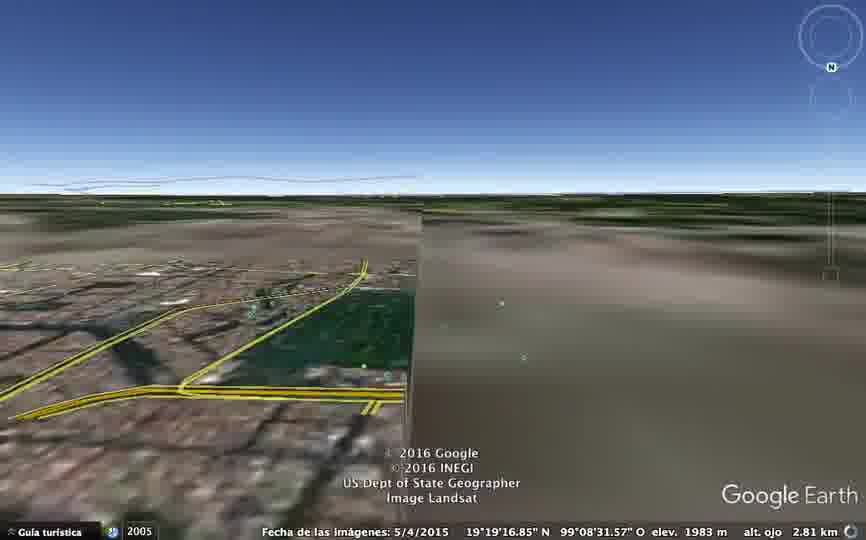 N
© 2016 Google
© 2016 INEGI
US Dept of State Geographer
Image Landsat
Google Earth
Guía turística
2005
Fecha de las imágenes: 5/4/2015 19°19'16.85" N 99°08'31.57" O elev. 1983 m alt. ojo 2.81 km